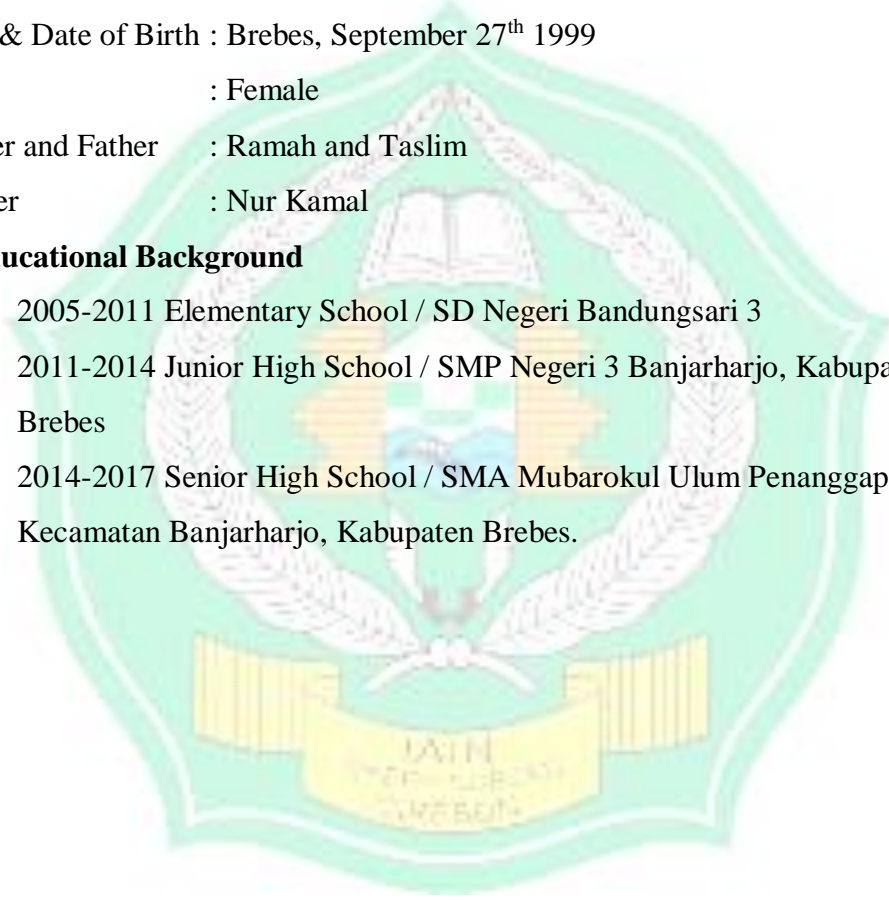 & Date of Birth : Brebes, September 27th 1999
: Female
er and Father : Ramah and Taslim
er : Nur Kamal
ucational Background
2005-2011 Elementary School / SD Negeri Bandungsari 3
2011-2014 Junior High School / SMP Negeri 3 Banjarharjo, Kabupa
Brebes
2014-2017 Senior High School / SMA Mubarokul Ulum Penanggap
Kecamatan Banjarharjo, Kabupaten Brebes.
IAIN